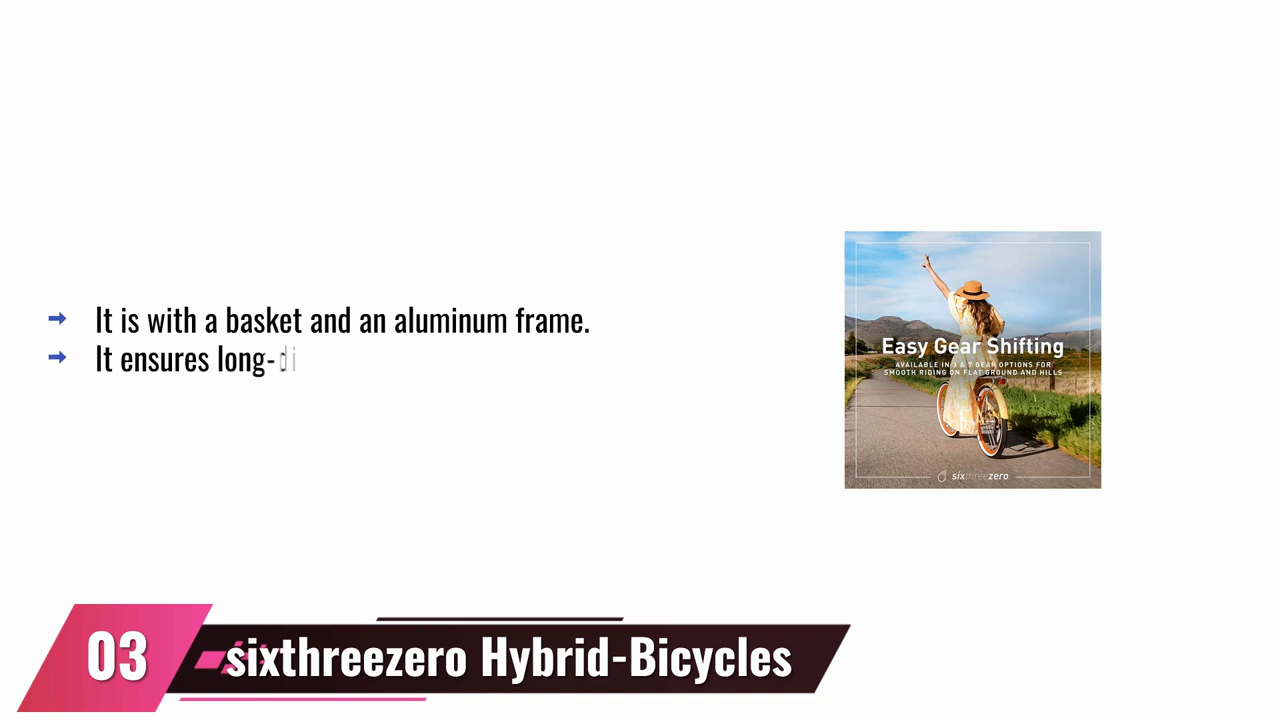 It is with a basket and an aluminum frame.
It ensures long-di
Easy Gear Shifting
AVAILABLE IN 3 & 7 GEAR OPTIONS FOR
SMOOTH RIDING ON FLAT GROUND AND HILLS
sixthreezero
03 sixthreezero Hybrid-Bicycles